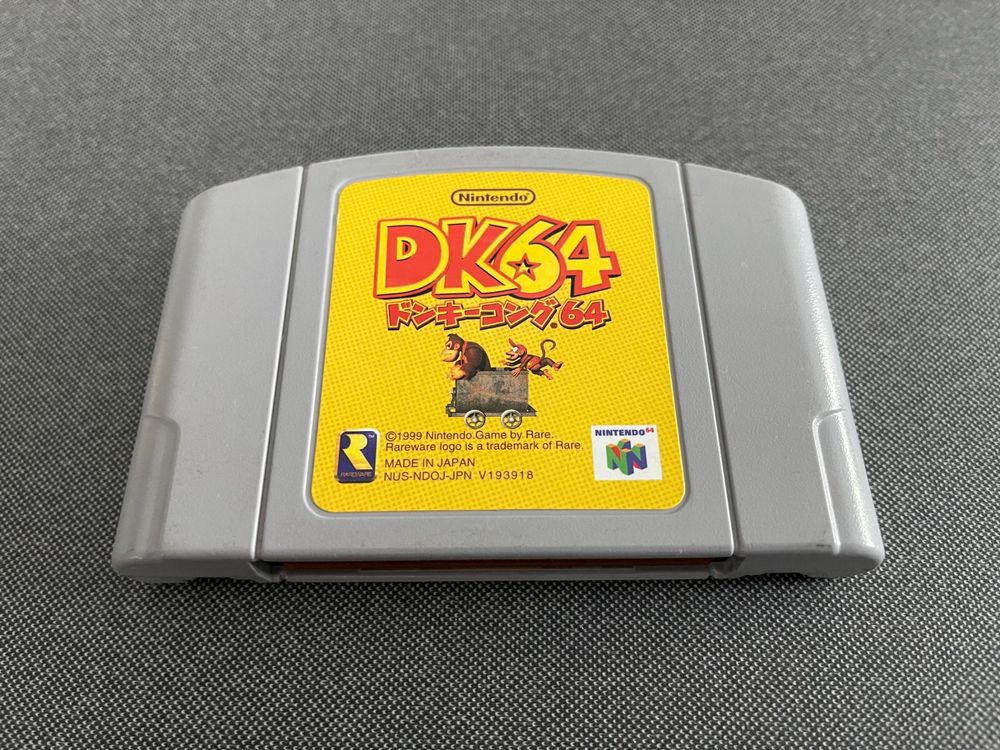 Nintendo
DK64
ドンキーコング64
©1999 Nintendo.Game by Rare.
Rareware logo is a trademark of Rare.
MADE IN JAPAN
NUS-NDOJ-JPN V193918
R™
RAREWARE
NINTENDO64
N